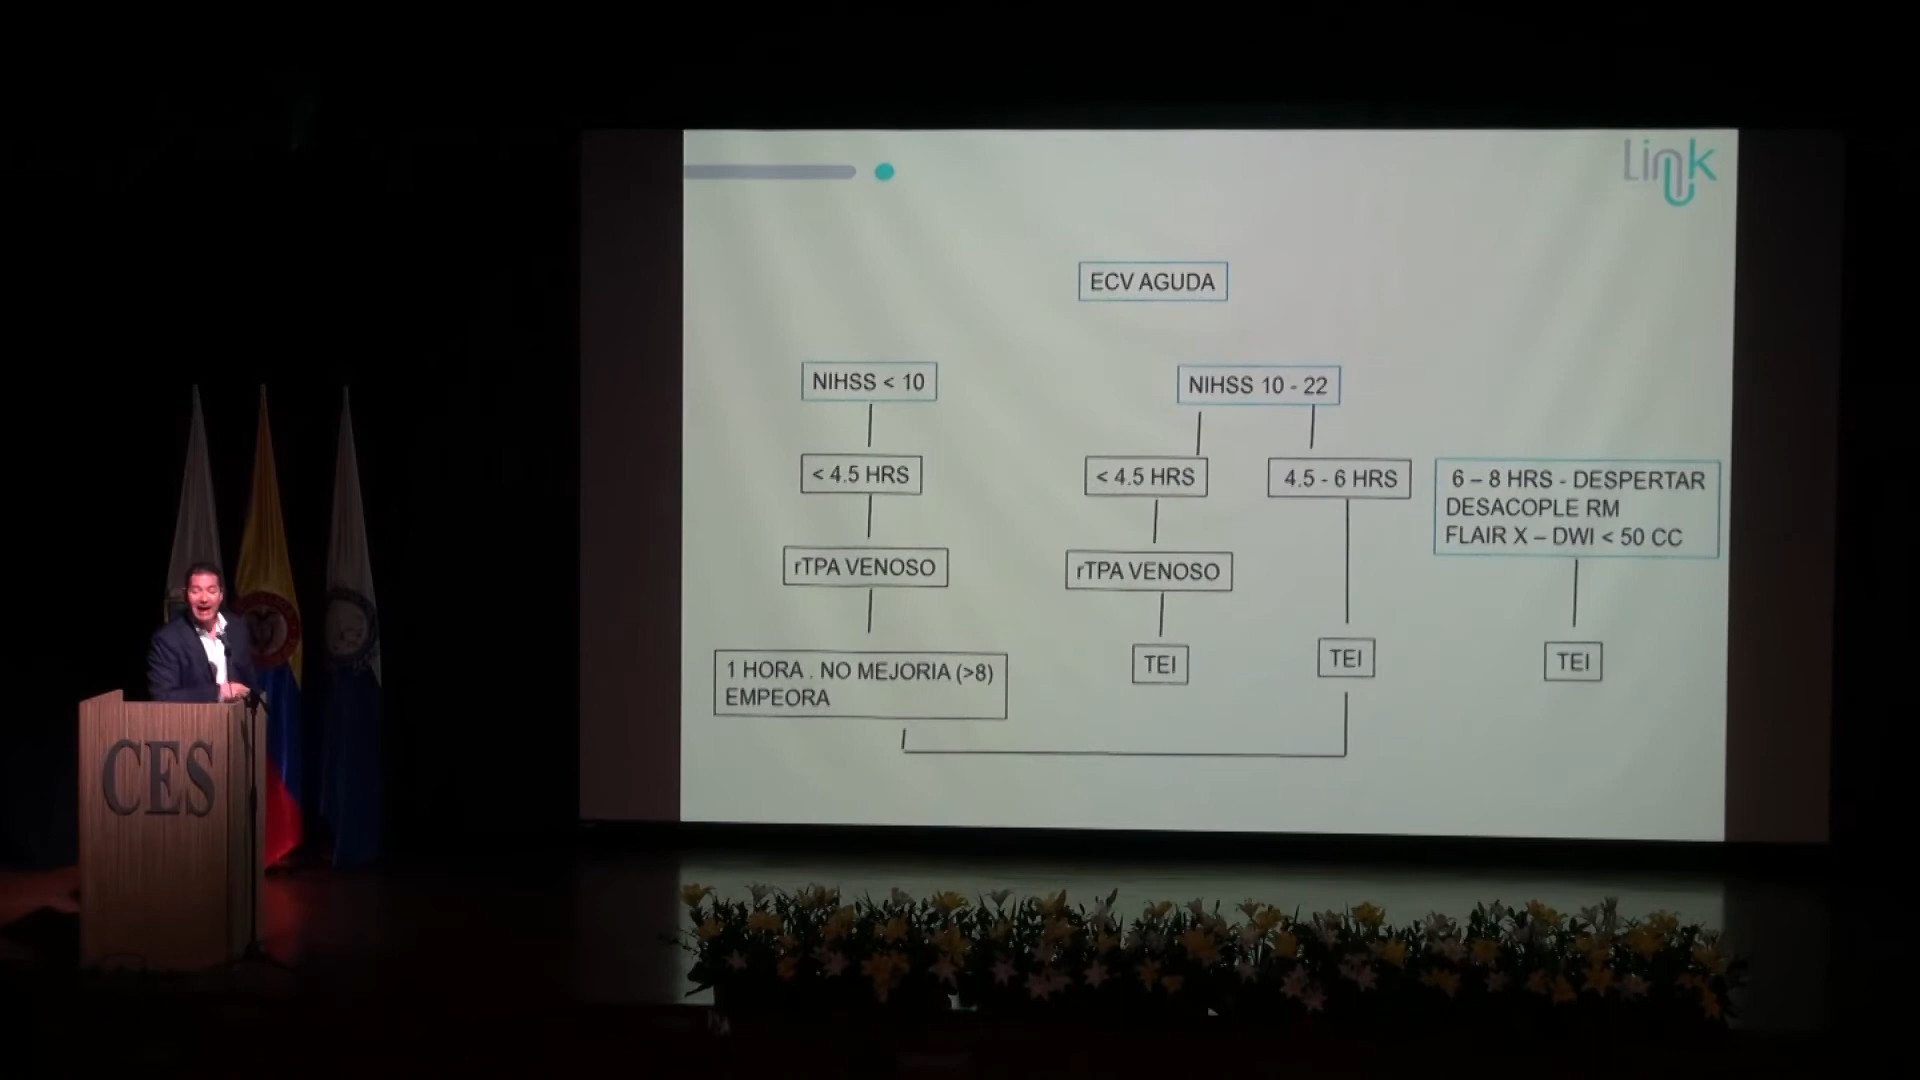 Link
ECV AGUDA
NIHSS < 10
NIHSS 10 - 22
< 4.5 HRS
< 4.5 HRS
4.5 - 6 HRS
6 – 8 HRS - DESPERTAR
DESACOPLE RM
FLAIR X – DWI < 50 CC
rTPA VENOSO
rTPA VENOSO
1 HORA . NO MEJORIA (>8)
EMPEORA
TEI
TEI
TEI
CES